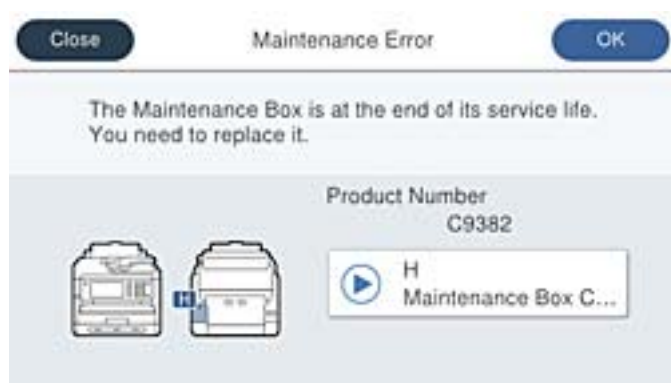 Close
Maintenance Error
OK
The Maintenance Box is at the end of its service life.
You need to replace it.
Product Number
C9382
H
H
Maintenance Box C...